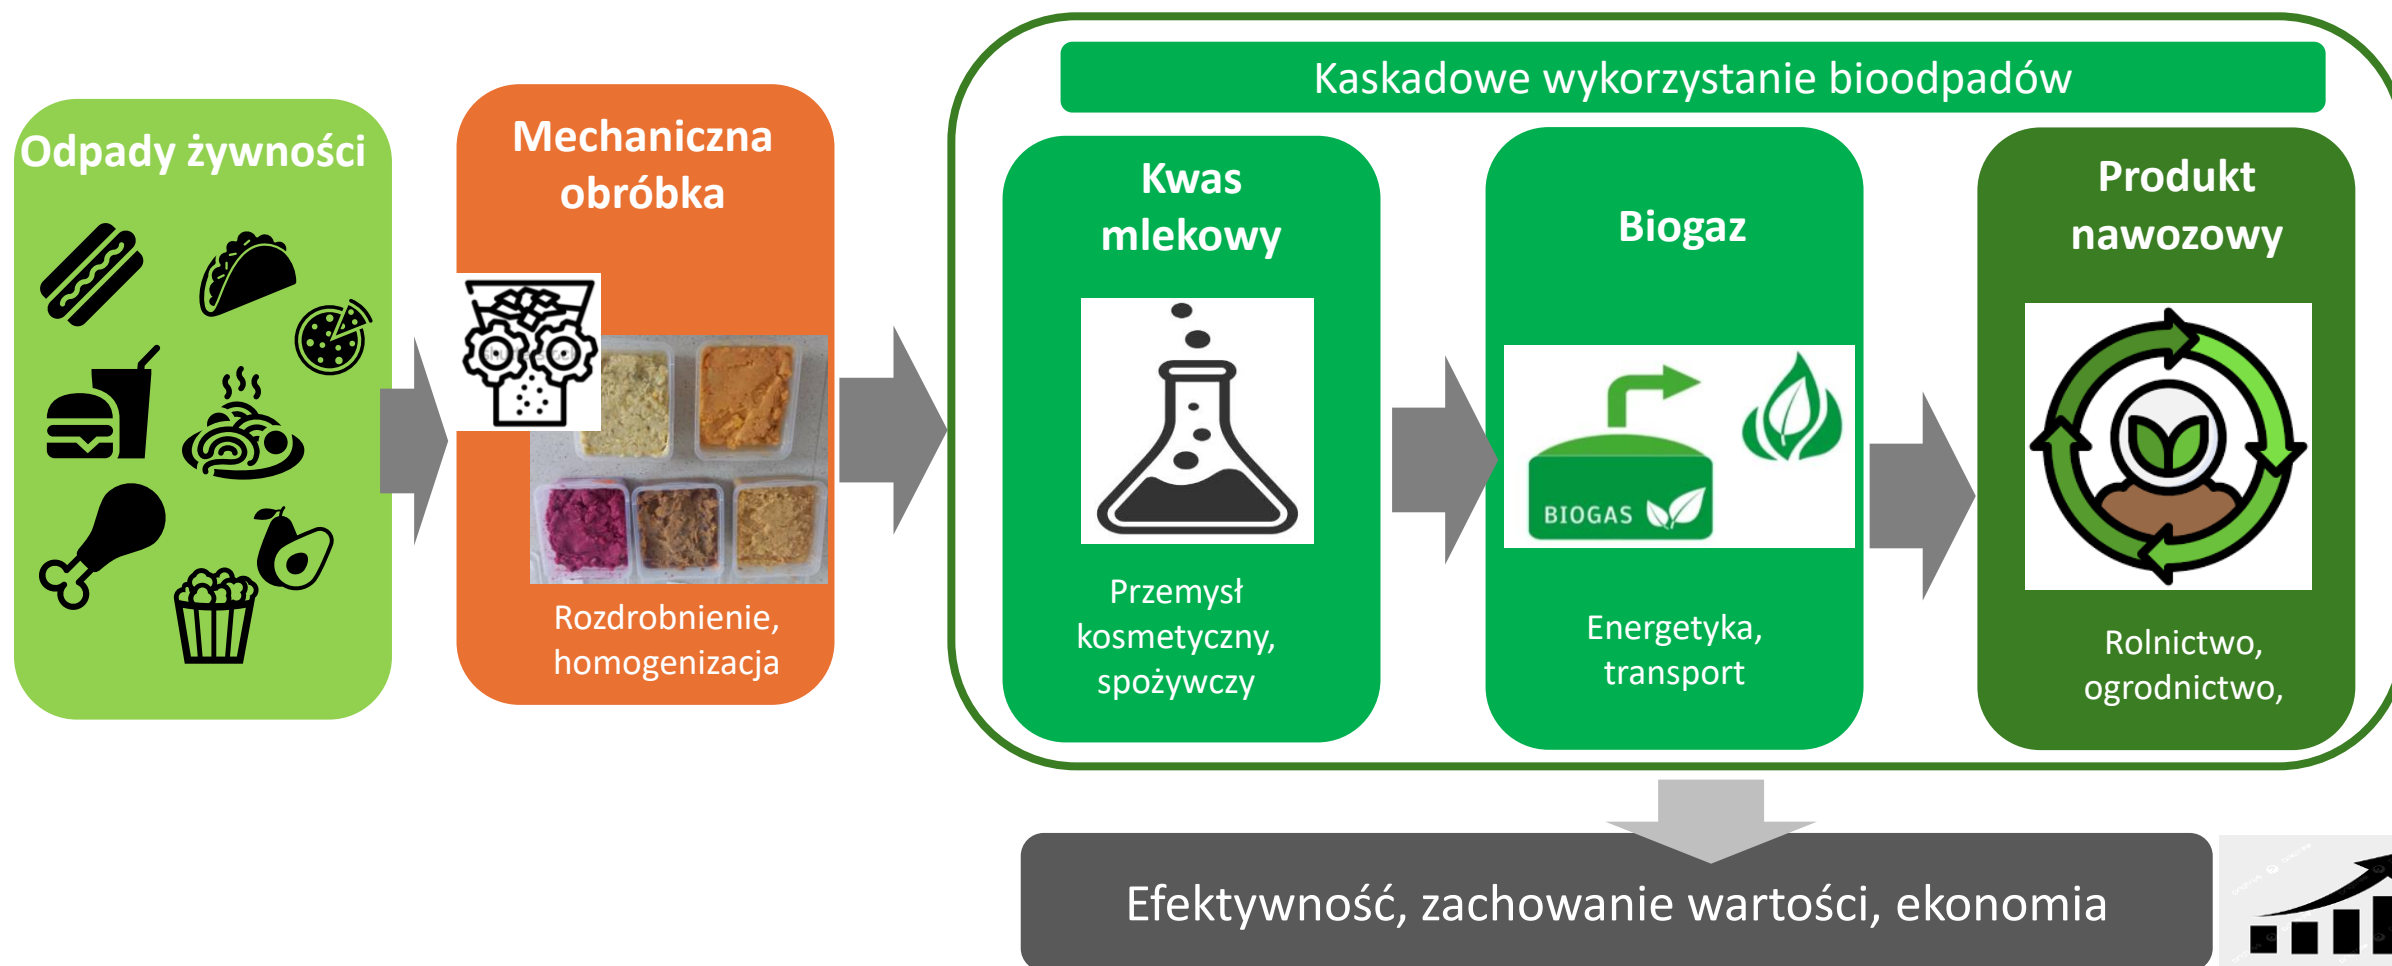 Kaskadowe wykorzystanie bioodpadów
Odpady żywności
Mechaniczna
obróbka
Rozdrobnienie,
homogenizacja
Kwas
mlekowy
Przemysł
kosmetyczny,
spożywczy
Biogaz
BIOGAS
Energetyka,
transport
Produkt
nawozowy
Rolnictwo,
ogrodnictwo,
Efektywność, zachowanie wartości, ekonomia